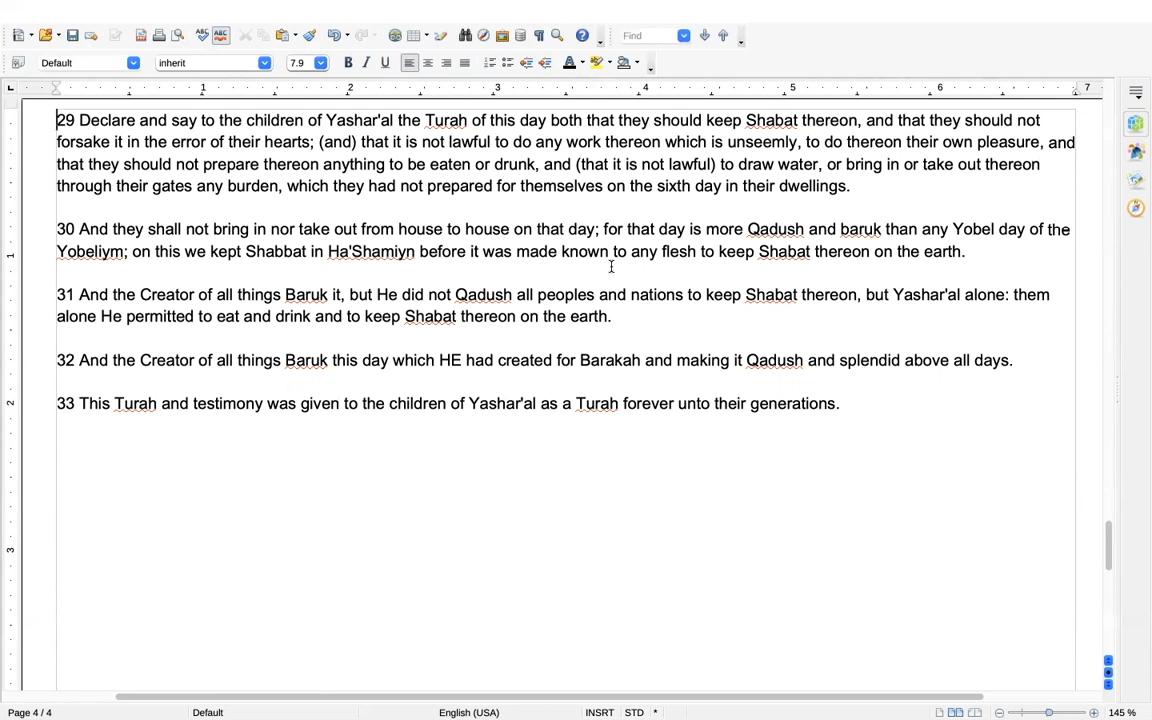 Find
Default inherit 7.9
1 2 3 4 5 6 7
29 Declare and say to the children of Yashar'al the Turah of this day both that they should keep Shabat thereon, and that they should not
forsake it in the error of their hearts; (and) that it is not lawful to do any work thereon which is unseemly, to do thereon their own pleasure, and
that they should not prepare thereon anything to be eaten or drunk, and (that it is not lawful) to draw water, or bring in or take out thereon
through their gates any burden, which they had not prepared for themselves on the sixth day in their dwellings.
30 And they shall not bring in nor take out from house to house on that day; for that day is more Qadush and baruk than any Yobel day of the
Yobeliym; on this we kept Shabbat in Ha'Shamiyn before it was made known to any flesh to keep Shabat thereon on the earth.
31 And the Creator of all things Baruk it, but He did not Qadush all peoples and nations to keep Shabat thereon, but Yashar'al alone: them
alone He permitted to eat and drink and to keep Shabat thereon on the earth.
32 And the Creator of all things Baruk this day which HE had created for Barakah and making it Qadush and splendid above all days.
33 This Turah and testimony was given to the children of Yashar'al as a Turah forever unto their generations.
1
2
3
Page 4 / 4 Default English (USA) INSRT STD * 145 %